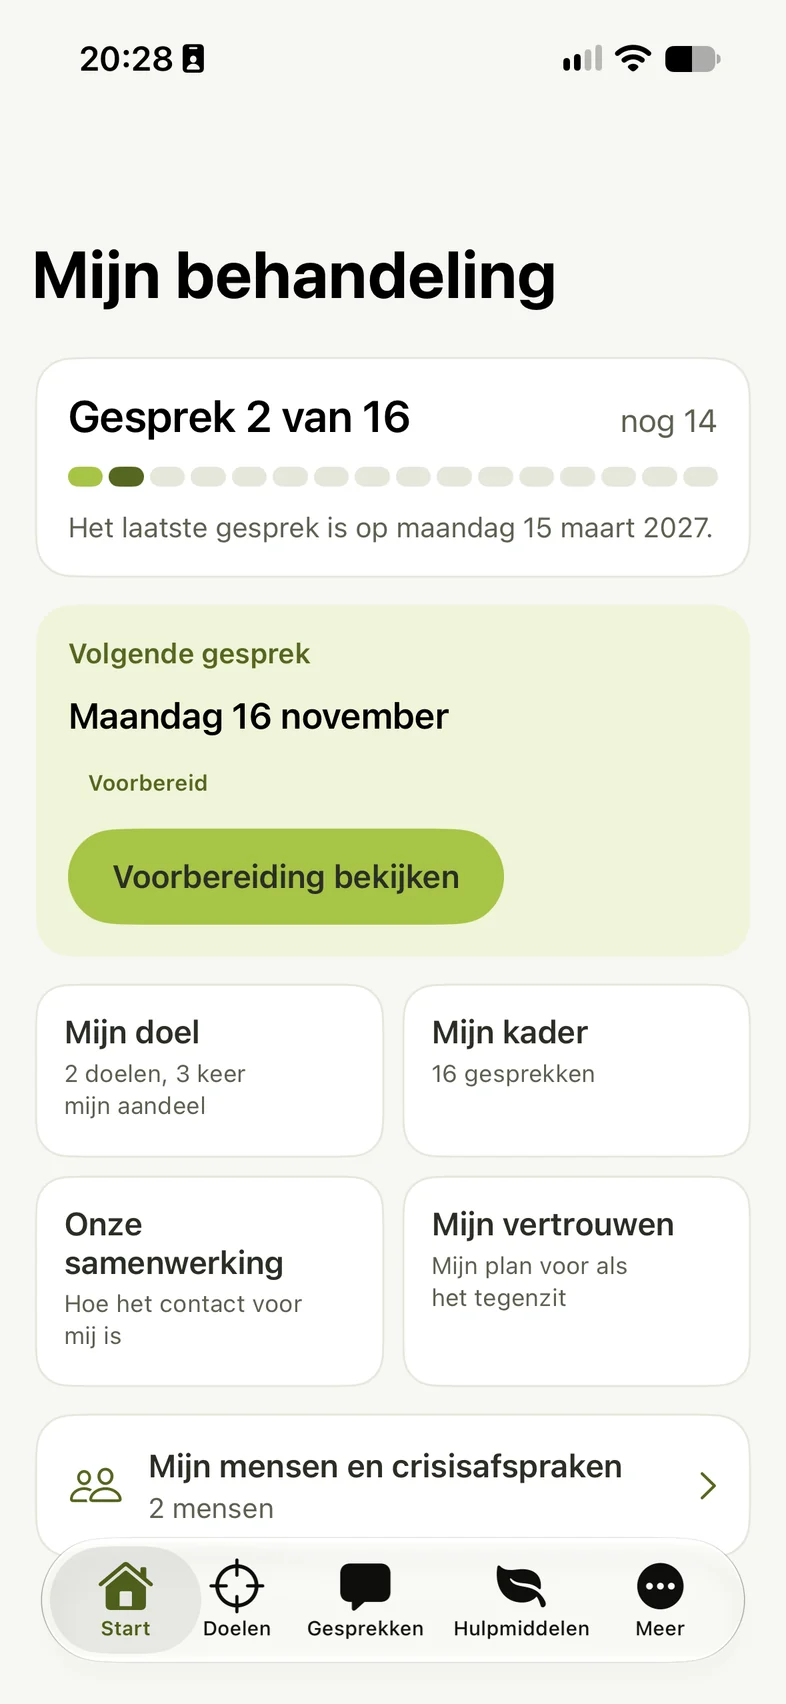 20:28
Mijn behandeling
Gesprek 2 van 16
nog 14
Het laatste gesprek is op maandag 15 maart 2027.
Volgende gesprek
Maandag 16 november
Voorbereid
Voorbereiding bekijken
Mijn doel
2 doelen, 3 keer
mijn aandeel
Mijn kader
16 gesprekken
Onze
samenwerking
Hoe het contact voor
mij is
Mijn vertrouwen
Mijn plan voor als
het tegenzit
Mijn mensen en crisisafspraken
2 mensen
Start
Doelen
Gesprekken
Hulpmiddelen
Meer